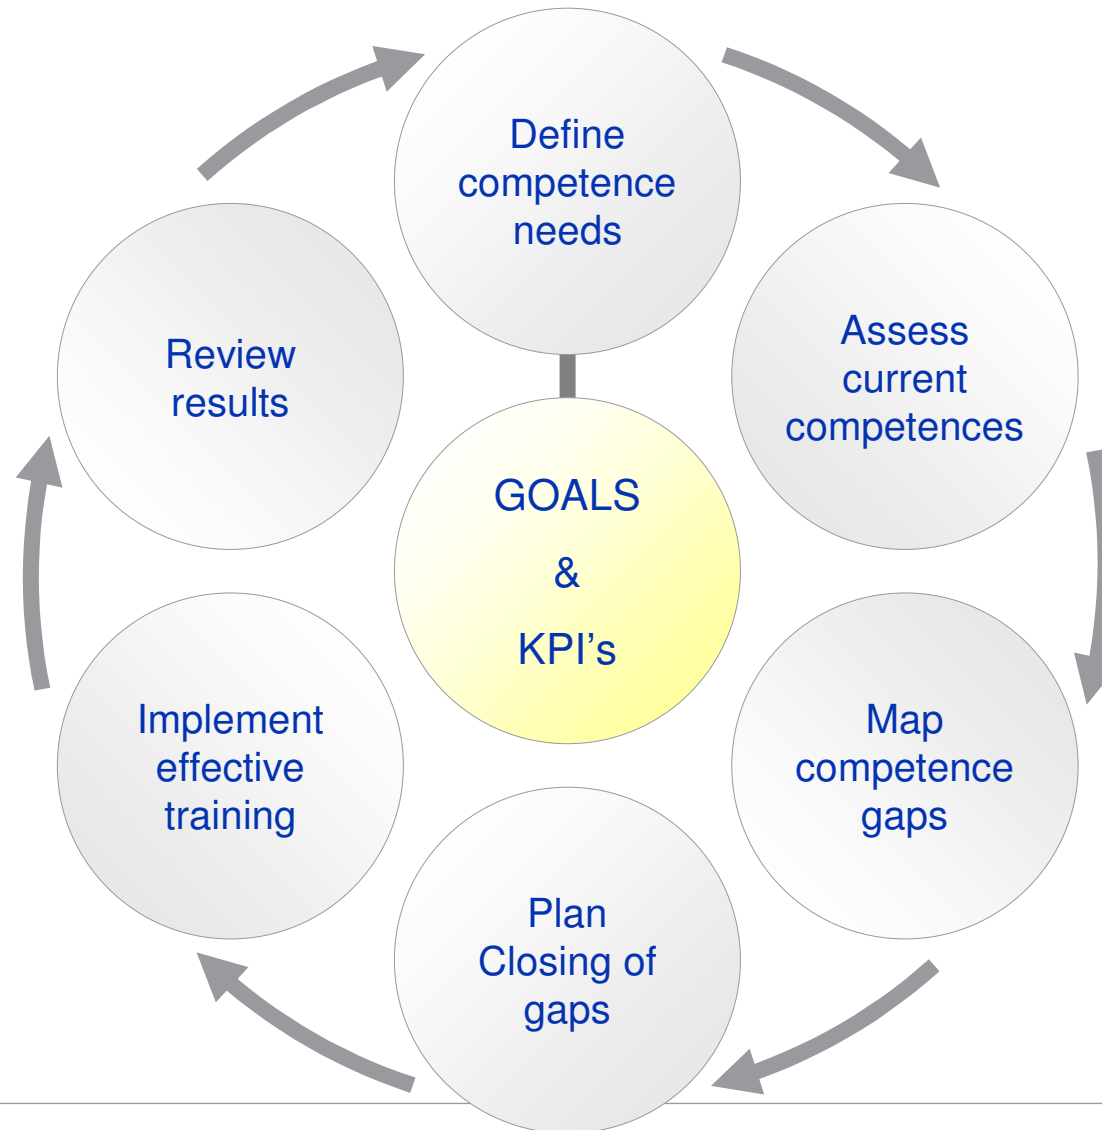 Define
competence
needs
Assess
current
competences
Map
competence
gaps
Plan
Closing of
gaps
Implement
effective
training
Review
results
GOALS
&
KPI's